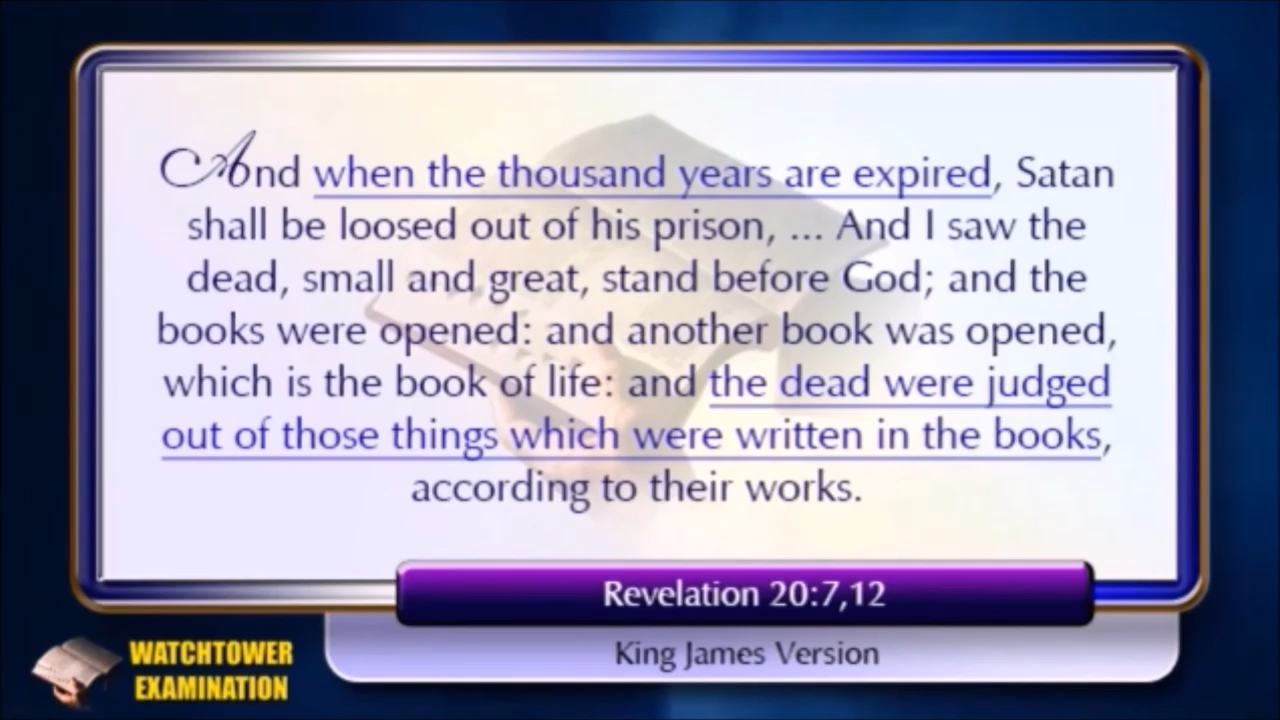 And when the thousand years are expired, Satan
shall be loosed out of his prison, ... And I saw the
dead, small and great, stand before God; and the
books were opened: and another book was opened,
which is the book of life: and the dead were judged
out of those things which were written in the books,
according to their works.
Revelation 20:7,12
King James Version
WATCHTOWER
EXAMINATION